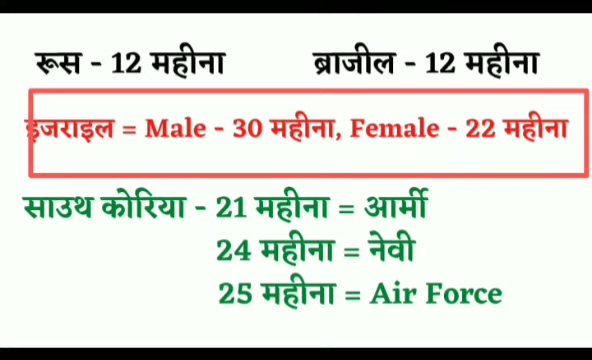 रूस - 12 महीना ब्राजील - 12 महीना
इजराइल = Male - 30 महीना, Female - 22 महीना
साउथ कोरिया - 21 महीना = आर्मी
24 महीना = नेवी
25 महीना = Air Force